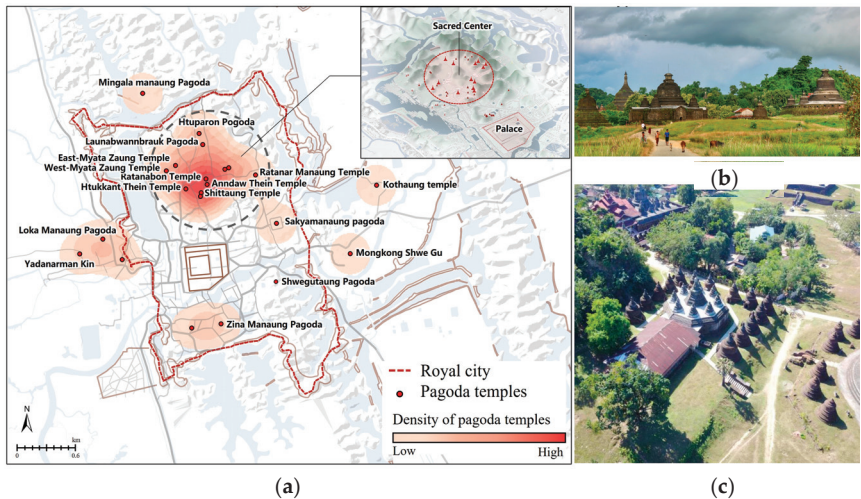 Sacred Center
Palace
Mingala manaung Pagoda
Htuparon Pogoda
Launabwannbrauk Pagoda
East-Myata Zaung Temple
West-Myata Zaung Temple
Ratanabon Temple
Htukkant Thein Temple
Ratanar Manaung Temple
Anndaw Thein Temple
Shittaung Temple
Kothaung temple
Sakyamanaung pagoda
Loka Manaung Pagoda
Yadanarman Kin
Mongkong Shwe Gu
Shwegutaung Pagoda
Zina Manaung Pagoda
Royal city
Pagoda temples
Density of pagoda temples
Low High
N
km
0 0.6
(a)
(b)
(c)